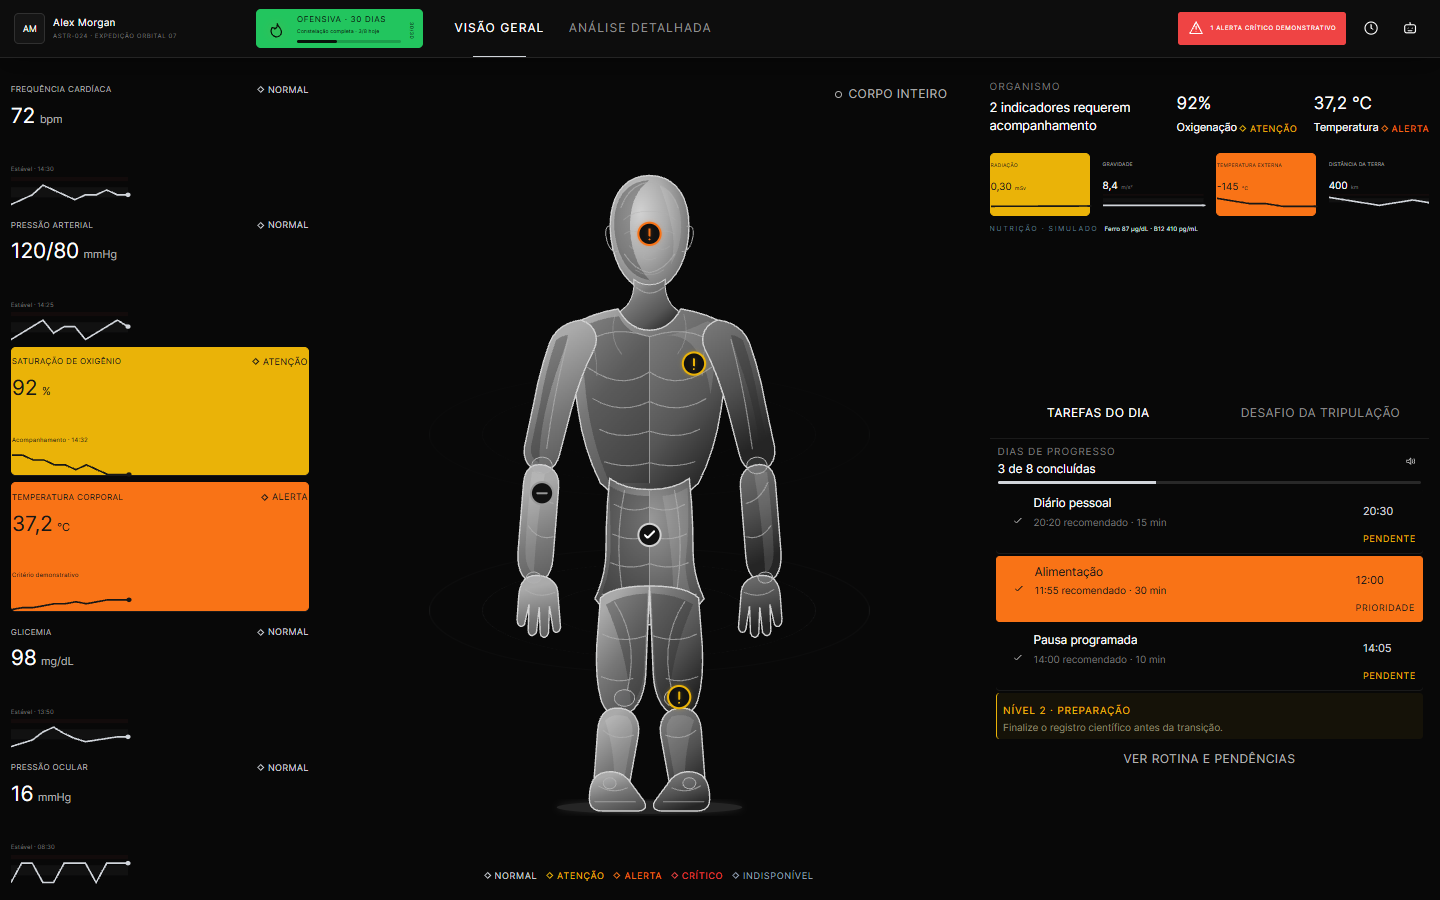 AM
Alex Morgan
ASTR-024 · EXPEDIÇÃO ORBITAL 07
OFENSIVA · 30 DIAS
Constelação completa · 3/8 hoje
30/30
VISÃO GERAL
ANÁLISE DETALHADA
1 ALERTA CRÍTICO DEMONSTRATIVO
FREQUÊNCIA CARDÍACA
NORMAL
72 bpm
Estável · 14:30
PRESSÃO ARTERIAL
NORMAL
120/80 mmHg
Estável · 14:25
SATURAÇÃO DE OXIGÊNIO
ATENÇÃO
92 %
Acompanhamento · 14:32
TEMPERATURA CORPORAL
ALERTA
37,2 °C
Critério demonstrativo
GLICEMIA
NORMAL
98 mg/dL
Estável · 13:50
PRESSÃO OCULAR
NORMAL
16 mmHg
Estável · 08:30
CORPO INTEIRO
NORMAL ATENÇÃO ALERTA CRÍTICO INDISPONÍVEL
ORGANISMO
2 indicadores requerem
acompanhamento
92%
Oxigenação ATENÇÃO
37,2 °C
Temperatura ALERTA
RADIAÇÃO
0,30 mSv
GRAVIDADE
8,4 m/s²
TEMPERATURA EXTERNA
-145 °C
DISTÂNCIA DA TERRA
400 km
NUTRIÇÃO · SIMULADO Ferro 87 µg/dL · B12 410 pg/mL
TAREFAS DO DIA
DESAFIO DA TRIPULAÇÃO
DIAS DE PROGRESSO
3 de 8 concluídas
Diário pessoal
20:20 recomendado · 15 min
20:30
PENDENTE
Alimentação
11:55 recomendado · 30 min
12:00
PRIORIDADE
Pausa programada
14:00 recomendado · 10 min
14:05
PENDENTE
NÍVEL 2 · PREPARAÇÃO
Finalize o registro científico antes da transição.
VER ROTINA E PENDÊNCIAS